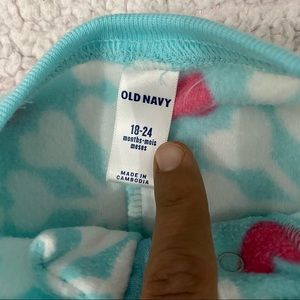 OLD NAVY
18-24
months-mois
meses
MADE IN
CAMBODIA